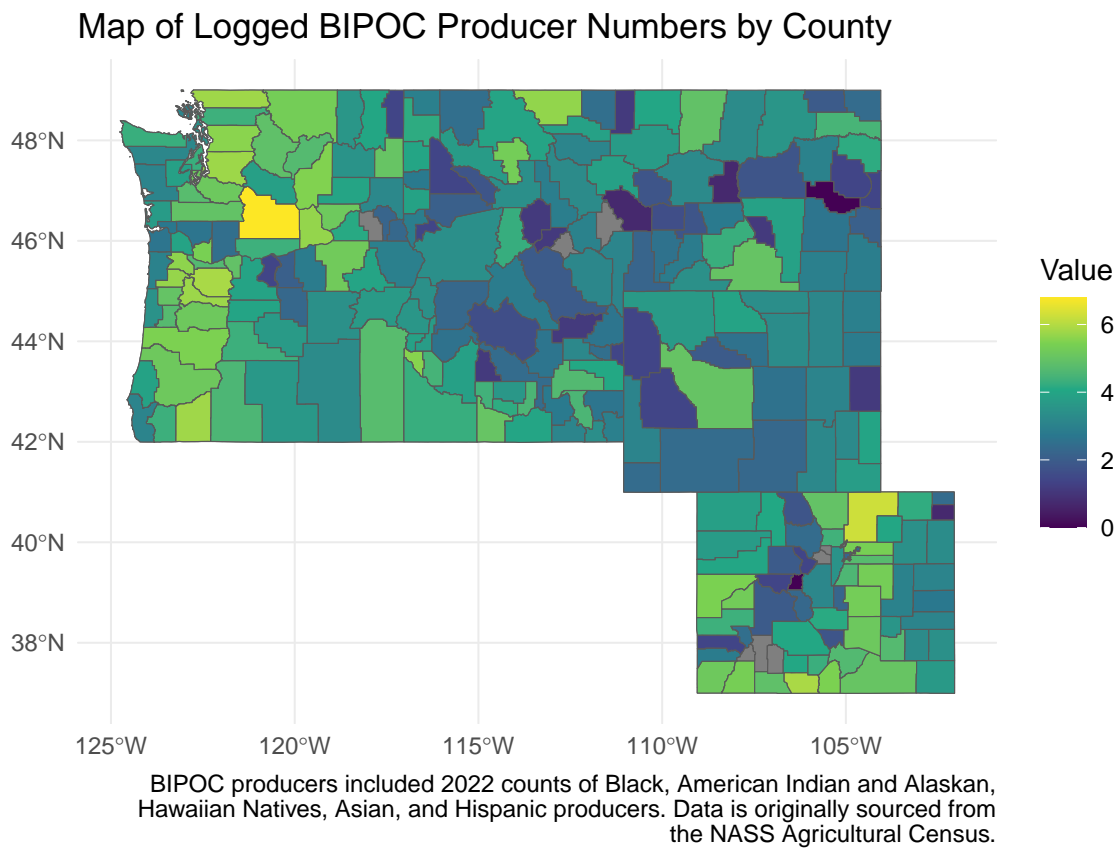 Map of Logged BIPOC Producer Numbers by County
48°N
46°N
44°N
42°N
40°N
38°N
125°W
120°W
115°W
110°W
105°W
Value
6
4
2
0
BIPOC producers included 2022 counts of Black, American Indian and Alaskan,
Hawaiian Natives, Asian, and Hispanic producers. Data is originally sourced from
the NASS Agricultural Census.